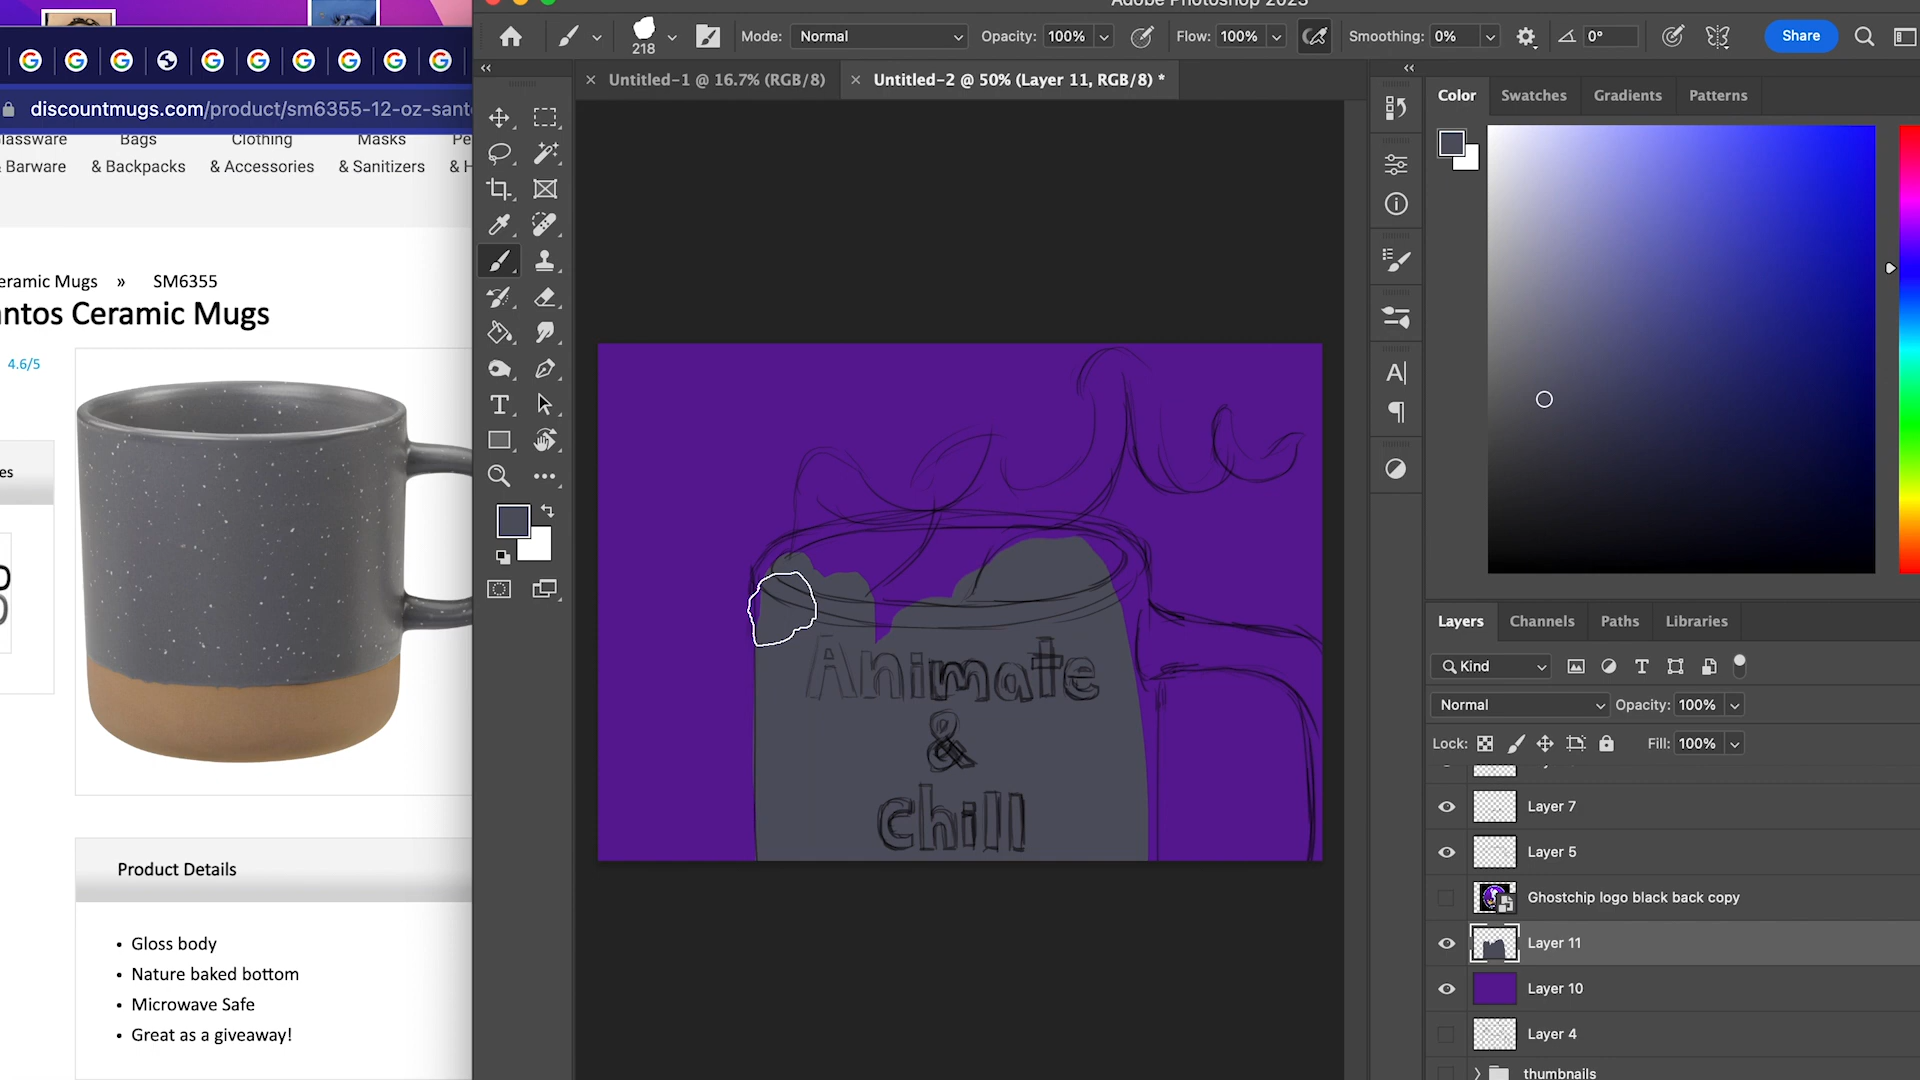 discountmugs.com/product/sm6355-12-oz-santo
lassware
& Barware
Bags
& Backpacks
Clothing
& Accessories
Masks
& Sanitizers
eramic Mugs » SM6355
antos Ceramic Mugs
4.6/5
Product Details
• Gloss body
• Nature baked bottom
• Microwave Safe
• Great as a giveaway!
Adobe Photoshop 2023
218
Mode: Normal
Opacity: 100%
Flow: 100%
Smoothing: 0%
0°
Share
Untitled-1 @ 16.7% (RGB/8)
Untitled-2 @ 50% (Layer 11, RGB/8) *
Animate
&
Chill
Color
Swatches
Gradients
Patterns
Layers
Channels
Paths
Libraries
Kind
Normal
Opacity: 100%
Lock:
Fill: 100%
Layer 7
Layer 5
Ghostchip logo black back copy
Layer 11
Layer 10
Layer 4
thumbnails